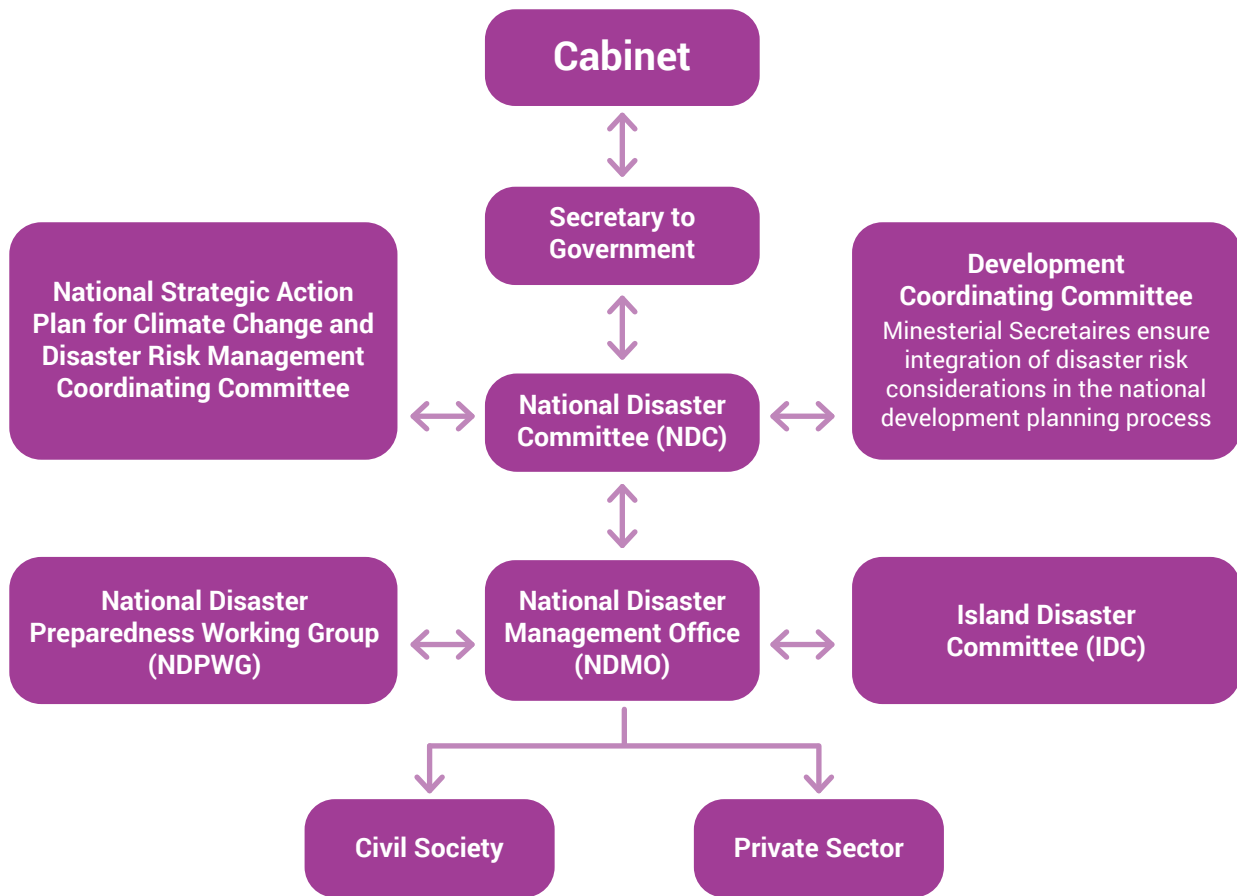 Cabinet
Secretary to
Government
National Strategic Action
Plan for Climate Change and
Disaster Risk Management
Coordinating Committee
National Disaster
Committee (NDC)
Development
Coordinating Committee
Minesterial Secretaires ensure
integration of disaster risk
considerations in the national
development planning process
National Disaster
Preparedness Working Group
(NDPWG)
National Disaster
Management Office
(NDMO)
Island Disaster
Committee (IDC)
Civil Society
Private Sector